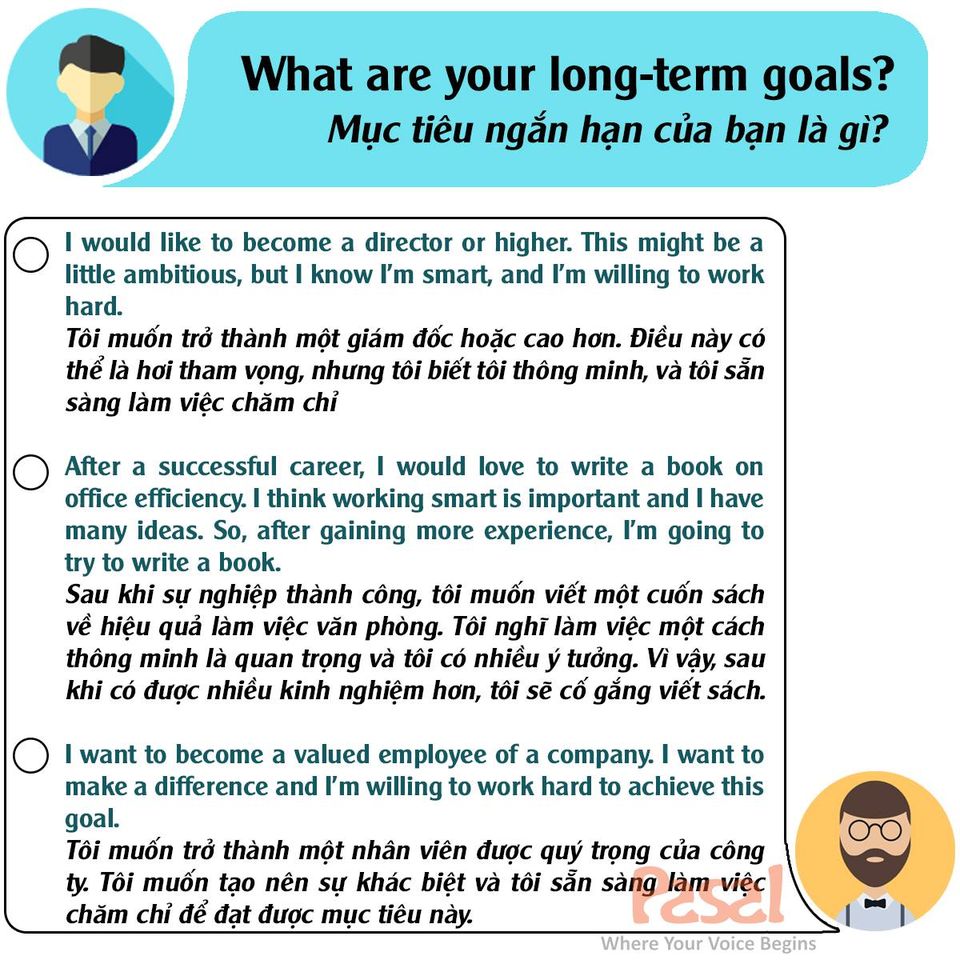 What are your long-term goals?
Mục tiêu ngắn hạn của bạn là gì?
I would like to become a director or higher. This might be a
little ambitious, but I know I’m smart, and I’m willing to work
hard.
Tôi muốn trở thành một giám đốc hoặc cao hơn. Điều này có
thể là hơi tham vọng, nhưng tôi biết tôi thông minh, và tôi sẵn
sàng làm việc chăm chỉ
After a successful career, I would love to write a book on
office efficiency. I think working smart is important and I have
many ideas. So, after gaining more experience, I’m going to
try to write a book.
Sau khi sự nghiệp thành công, tôi muốn viết một cuốn sách
về hiệu quả làm việc văn phòng. Tôi nghĩ làm việc một cách
thông minh là quan trọng và tôi có nhiều ý tưởng. Vì vậy, sau
khi có được nhiều kinh nghiệm hơn, tôi sẽ cố gắng viết sách.
I want to become a valued employee of a company. I want to
make a difference and I’m willing to work hard to achieve this
goal.
Tôi muốn trở thành một nhân viên được quý trọng của công
ty. Tôi muốn tạo nên sự khác biệt và tôi sẵn sàng làm việc
chăm chỉ để đạt được mục tiêu này.
Pasal
Where Your Voice Begins